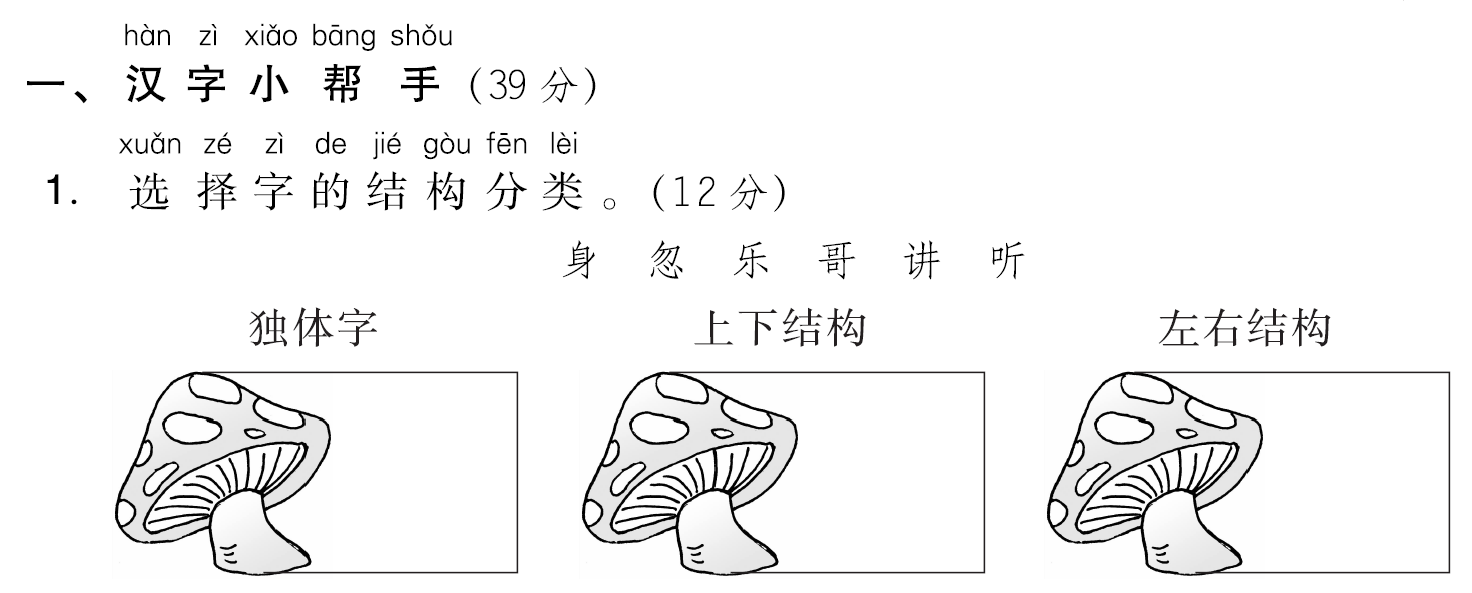 hàn zì xiǎo bāng shǒu
一、汉字小帮手(39分)
xuǎn zé zì de jié gòu fēn lèi
1. 选择字的结构分类。(12分)
身 忽 乐 哥 讲 听
独体字 上下结构 左右结构